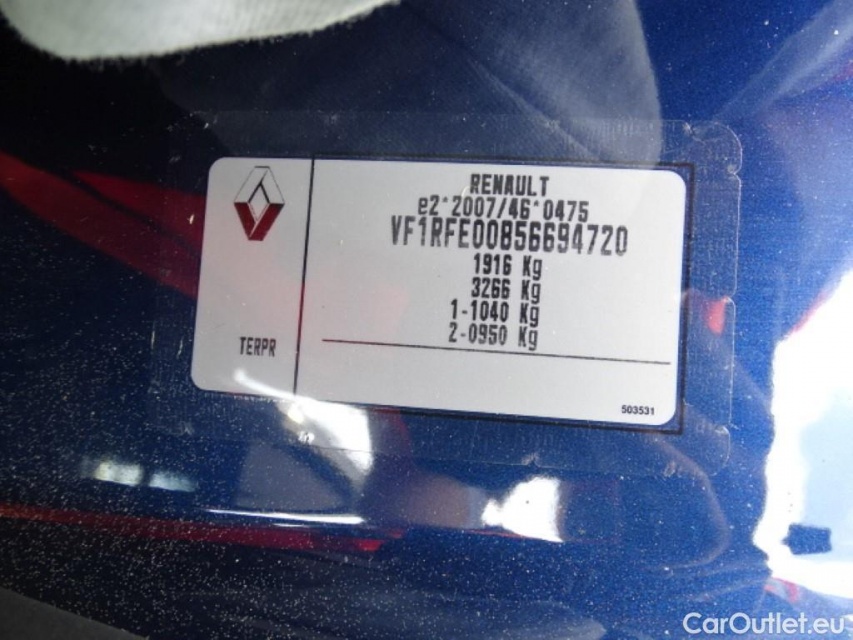 RENAULT
e2*2007/46*0475
VF1RFE00856694720
1916 Kg
3266 Kg
1-1040 Kg
2-0950 Kg
TERPR
503531
CarOutlet.eu